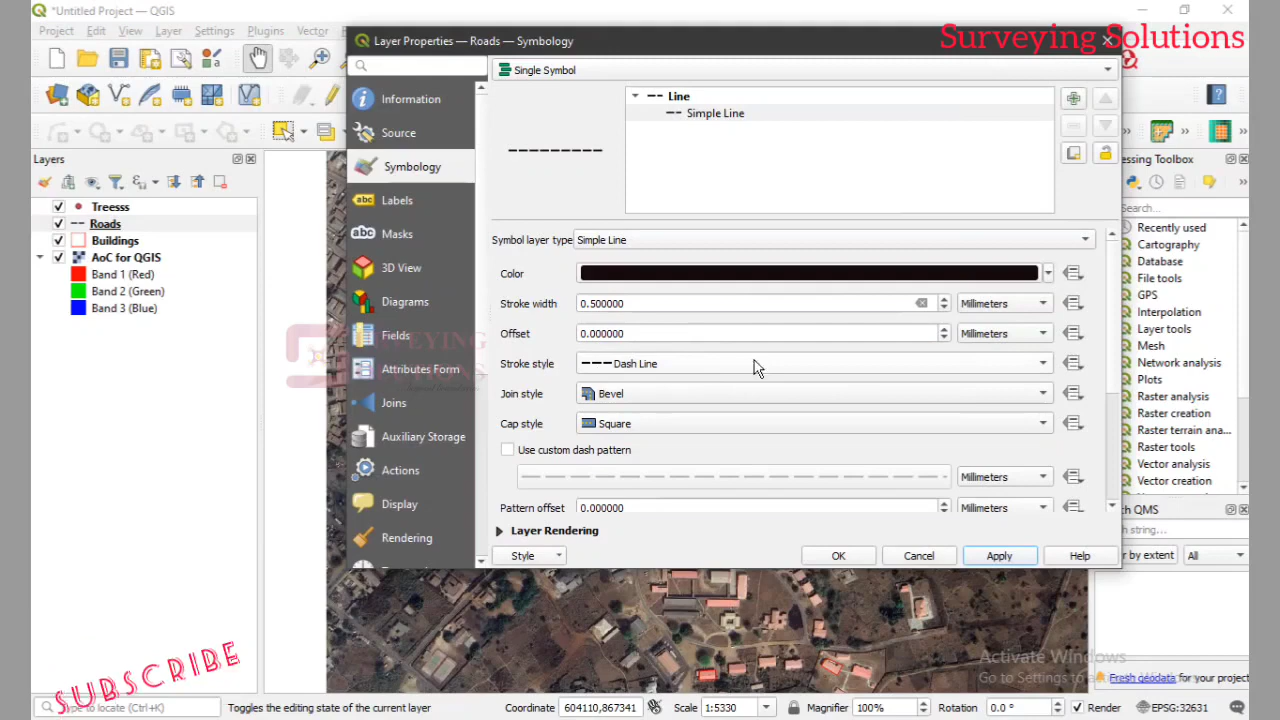 *Untitled Project — QGIS
Project Edit View Layer Settings Plugins Vector
Surveying Solutions
Layer Properties — Roads — Symbology
Single Symbol
Information
Source
Symbology
Labels
Masks
3D View
Diagrams
Fields
Attributes Form
Joins
Auxiliary Storage
Actions
Display
Rendering
Line
Simple Line
Symbol layer type Simple Line
Color
Stroke width 0.500000 Millimeters
Offset 0.000000 Millimeters
Stroke style Dash Line
Join style Bevel
Cap style Square
Use custom dash pattern
Millimeters
Pattern offset 0.000000 Millimeters
Layer Rendering
Style OK Cancel Apply Help
Layers
Treesss
Roads
Buildings
AoC for QGIS
Band 1 (Red)
Band 2 (Green)
Band 3 (Blue)
SURVEYING
essing Toolbox
Search...
Recently used
Cartography
Database
File tools
GPS
Interpolation
Layer tools
Mesh
Network analysis
Plots
Raster analysis
Raster creation
Raster terrain ana...
Raster tools
Vector analysis
Vector creation
ch QMS
h string...
er by extent All
Activate Windows
Go to Settings to
Fresh geodata for your project
SUBSCRIBE
Type to locate (Ctrl+K) Toggles the editing state of the current layer Coordinate 604110,867341 Scale 1:5330 Magnifier 100% Rotation 0.0 ° Render EPSG:32631